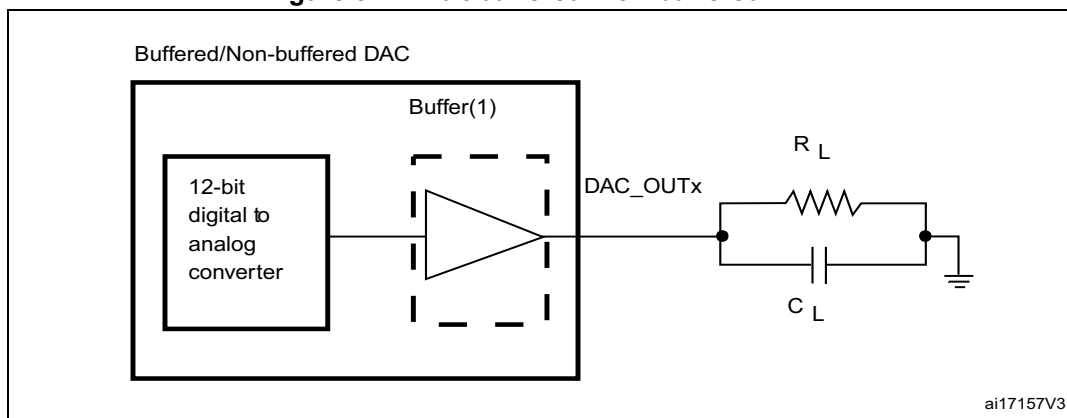 Buffered/Non-buffered DAC
Buffer(1)
12-bit
digital to
analog
converter
DAC_OUTx
R L
C L
ai17157V3